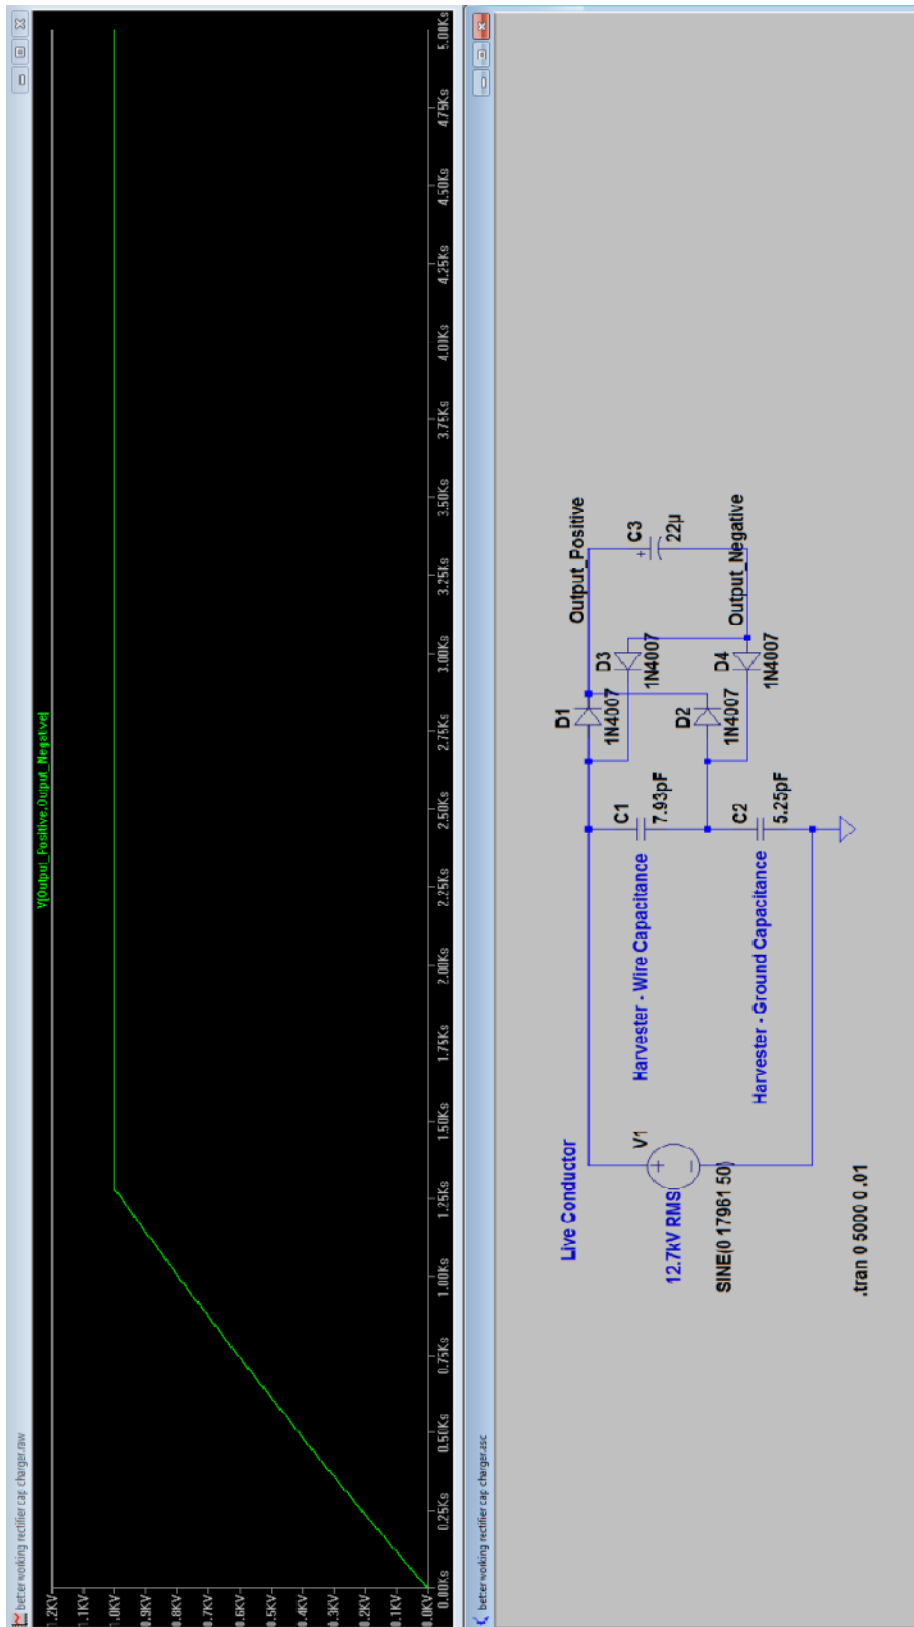 better working rectifier cap charger.raw
V(Output_Positive,Output_Negative)
1.2KV
1.1KV
1.0KV
0.9KV
0.8KV
0.7KV
0.6KV
0.5KV
0.4KV
0.3KV
0.2KV
0.1KV
0.0KV
0.00Ks 0.25Ks 0.50Ks 0.75Ks 1.00Ks 1.25Ks 1.50Ks 1.75Ks 2.00Ks 2.25Ks 2.50Ks 2.75Ks 3.00Ks 3.25Ks 3.50Ks 3.75Ks 4.00Ks 4.25Ks 4.50Ks 4.75Ks 5.00Ks
better working rectifier cap charger.asc
Live Conductor
D1
1N4007
Output_Positive
D3
1N4007
V1
12.7kV RMS
SINE(0 17961 50)
C1
7.93pF
Harvester - Wire Capacitance
C3
22µ
D2
1N4007
D4
1N4007
Output_Negative
C2
5.25pF
Harvester - Ground Capacitance
.tran 0 5000 0 .01